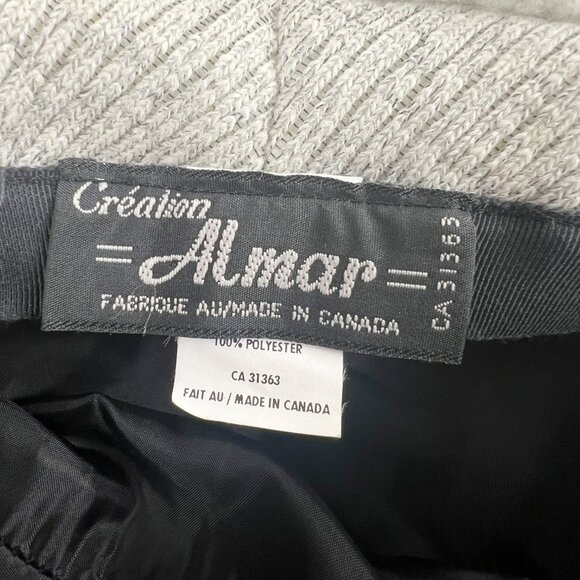 Création
= Almar =
FABRIQUE AU/MADE IN CANADA
CA 31363
100% POLYESTER
CA 31363
FAIT AU / MADE IN CANADA